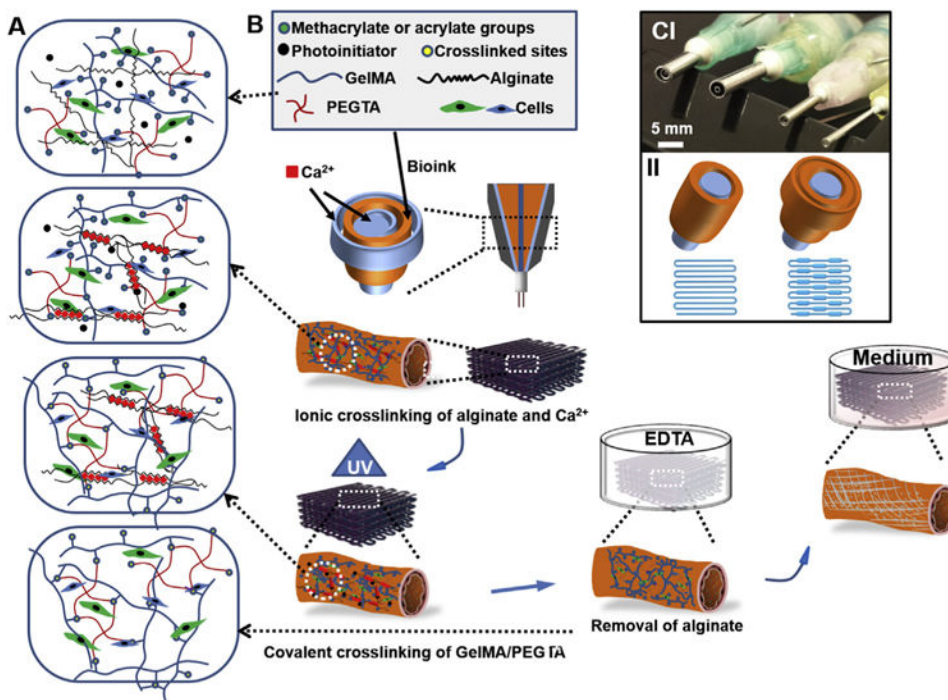 A
B
Methacrylate or acrylate groups
Photoinitiator
Crosslinked sites
GelMA
Alginate
PEGTA
Cells
CI
5 mm
II
Ca²⁺
Bioink
Ionic crosslinking of alginate and Ca²⁺
UV
EDTA
Medium
Removal of alginate
Covalent crosslinking of GelMA/PEGTA